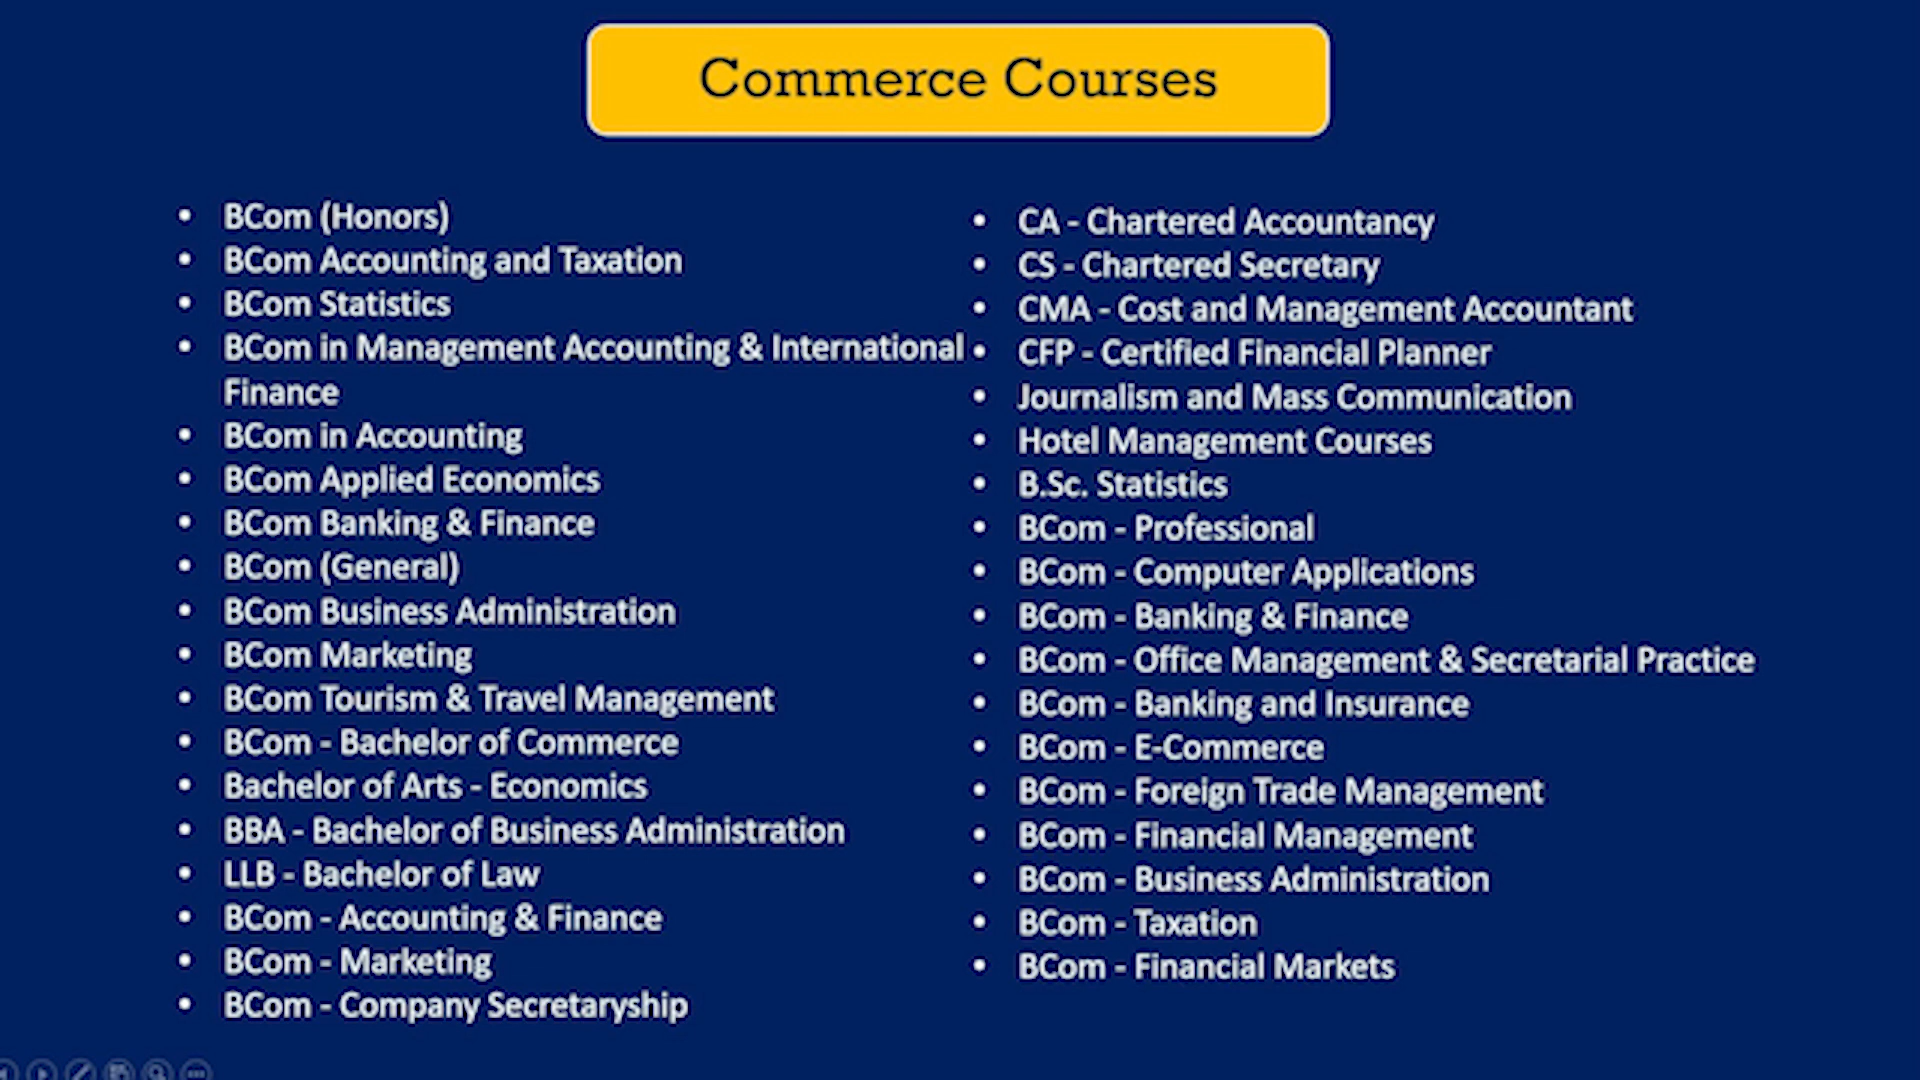 Commerce Courses
• BCom (Honors)
• BCom Accounting and Taxation
• BCom Statistics
• BCom in Management Accounting & International
Finance
• BCom in Accounting
• BCom Applied Economics
• BCom Banking & Finance
• BCom (General)
• BCom Business Administration
• BCom Marketing
• BCom Tourism & Travel Management
• BCom - Bachelor of Commerce
• Bachelor of Arts - Economics
• BBA - Bachelor of Business Administration
• LLB - Bachelor of Law
• BCom - Accounting & Finance
• BCom - Marketing
• BCom - Company Secretaryship
• CA - Chartered Accountancy
• CS - Chartered Secretary
• CMA - Cost and Management Accountant
• CFP - Certified Financial Planner
• Journalism and Mass Communication
• Hotel Management Courses
• B.Sc. Statistics
• BCom - Professional
• BCom - Computer Applications
• BCom - Banking & Finance
• BCom - Office Management & Secretarial Practice
• BCom - Banking and Insurance
• BCom - E-Commerce
• BCom - Foreign Trade Management
• BCom - Financial Management
• BCom - Business Administration
• BCom - Taxation
• BCom - Financial Markets